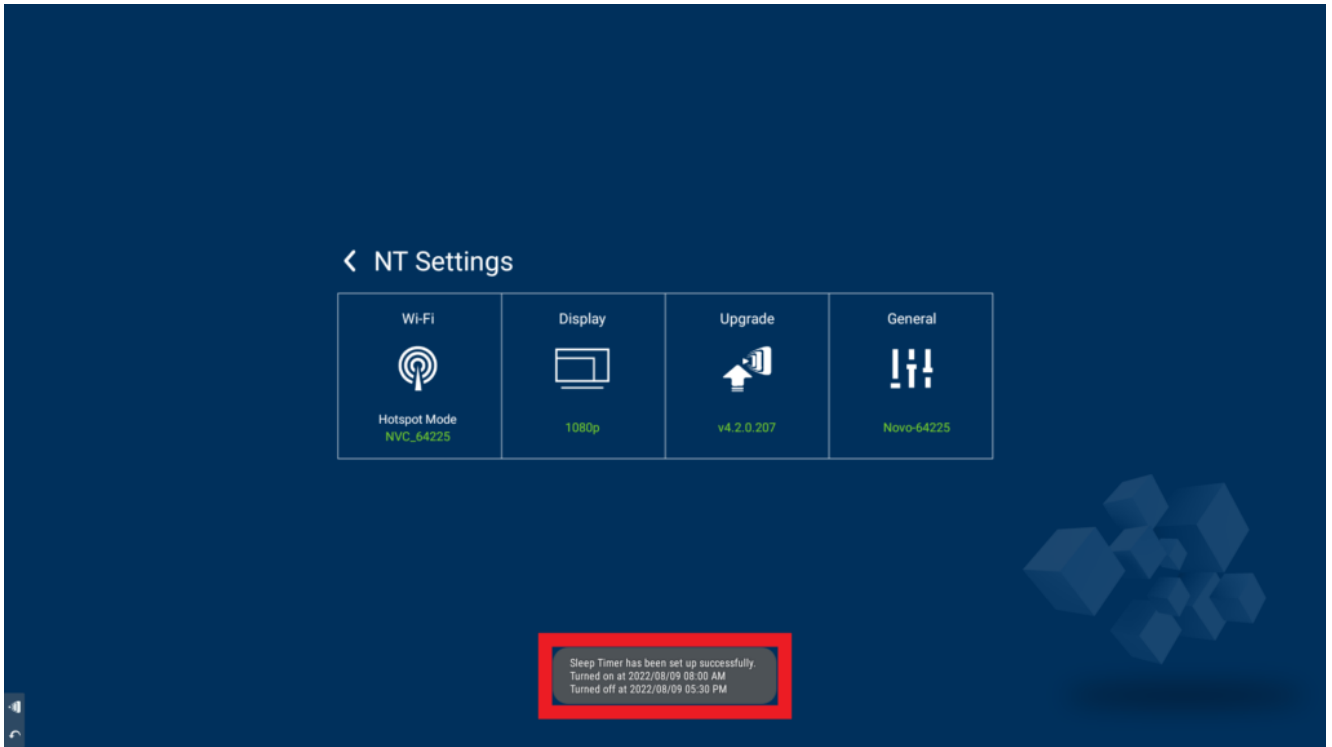 NT Settings
Wi-Fi
Hotspot Mode
NVC_64225
Display
1080p
Upgrade
v4.2.0.207
General
Novo-64225
Sleep Timer has been set up successfully.
Turned on at 2022/08/09 08:00 AM
Turned off at 2022/08/09 05:30 PM